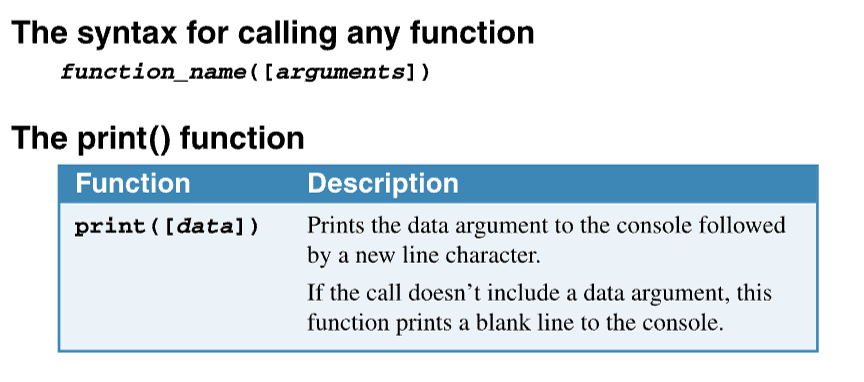 The syntax for calling any function
function_name([arguments])
The print() function
Function Description
print([data]) Prints the data argument to the console followed
by a new line character.
If the call doesn't include a data argument, this
function prints a blank line to the console.